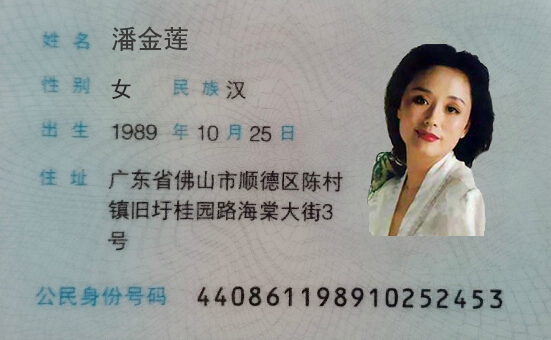 姓名 潘金莲
性别 女 民族 汉
出生 1989 年 10 月 25 日
住址 广东省佛山市顺德区陈村
镇旧圩桂园路海棠大街3
号
公民身份号码 440861198910252453